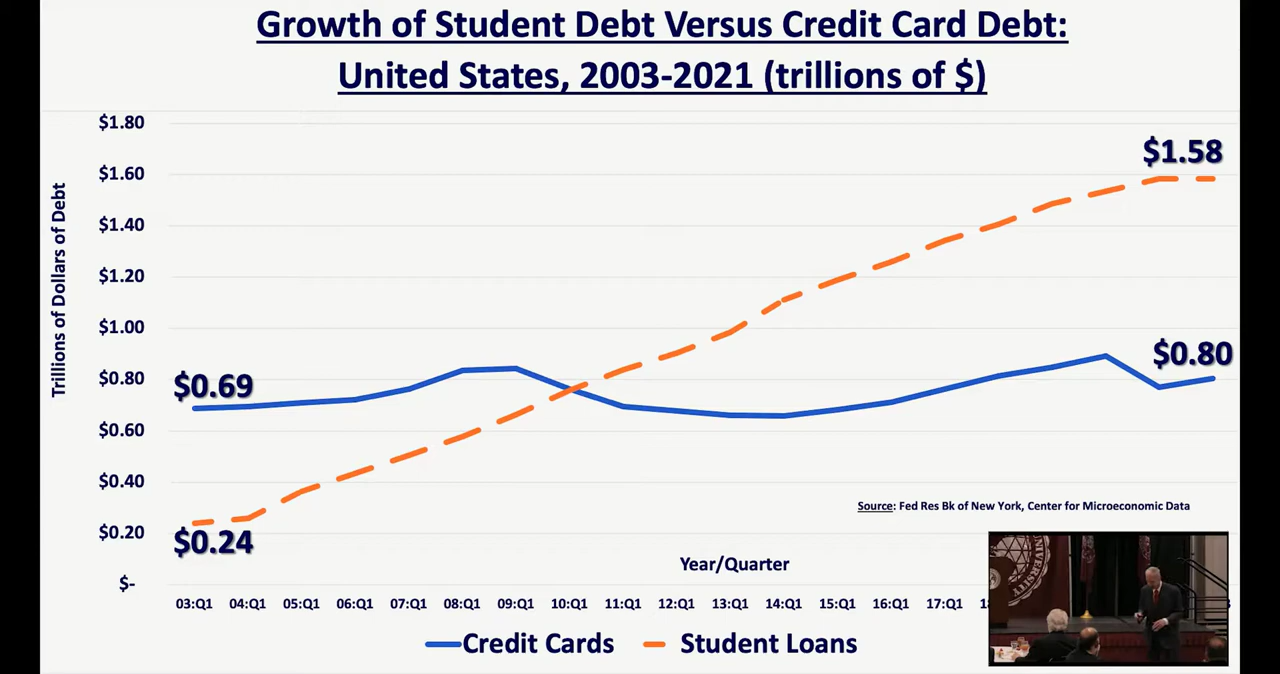 Growth of Student Debt Versus Credit Card Debt:
United States, 2003-2021 (trillions of $)
Trillions of Dollars of Debt
$1.80
$1.60
$1.40
$1.20
$1.00
$0.80
$0.60
$0.40
$0.20
$-
$1.58
$0.80
$0.69
$0.24
Source: Fed Res Bk of New York, Center for Microeconomic Data
Year/Quarter
03:Q1 04:Q1 05:Q1 06:Q1 07:Q1 08:Q1 09:Q1 10:Q1 11:Q1 12:Q1 13:Q1 14:Q1 15:Q1 16:Q1 17:Q1
Credit Cards Student Loans